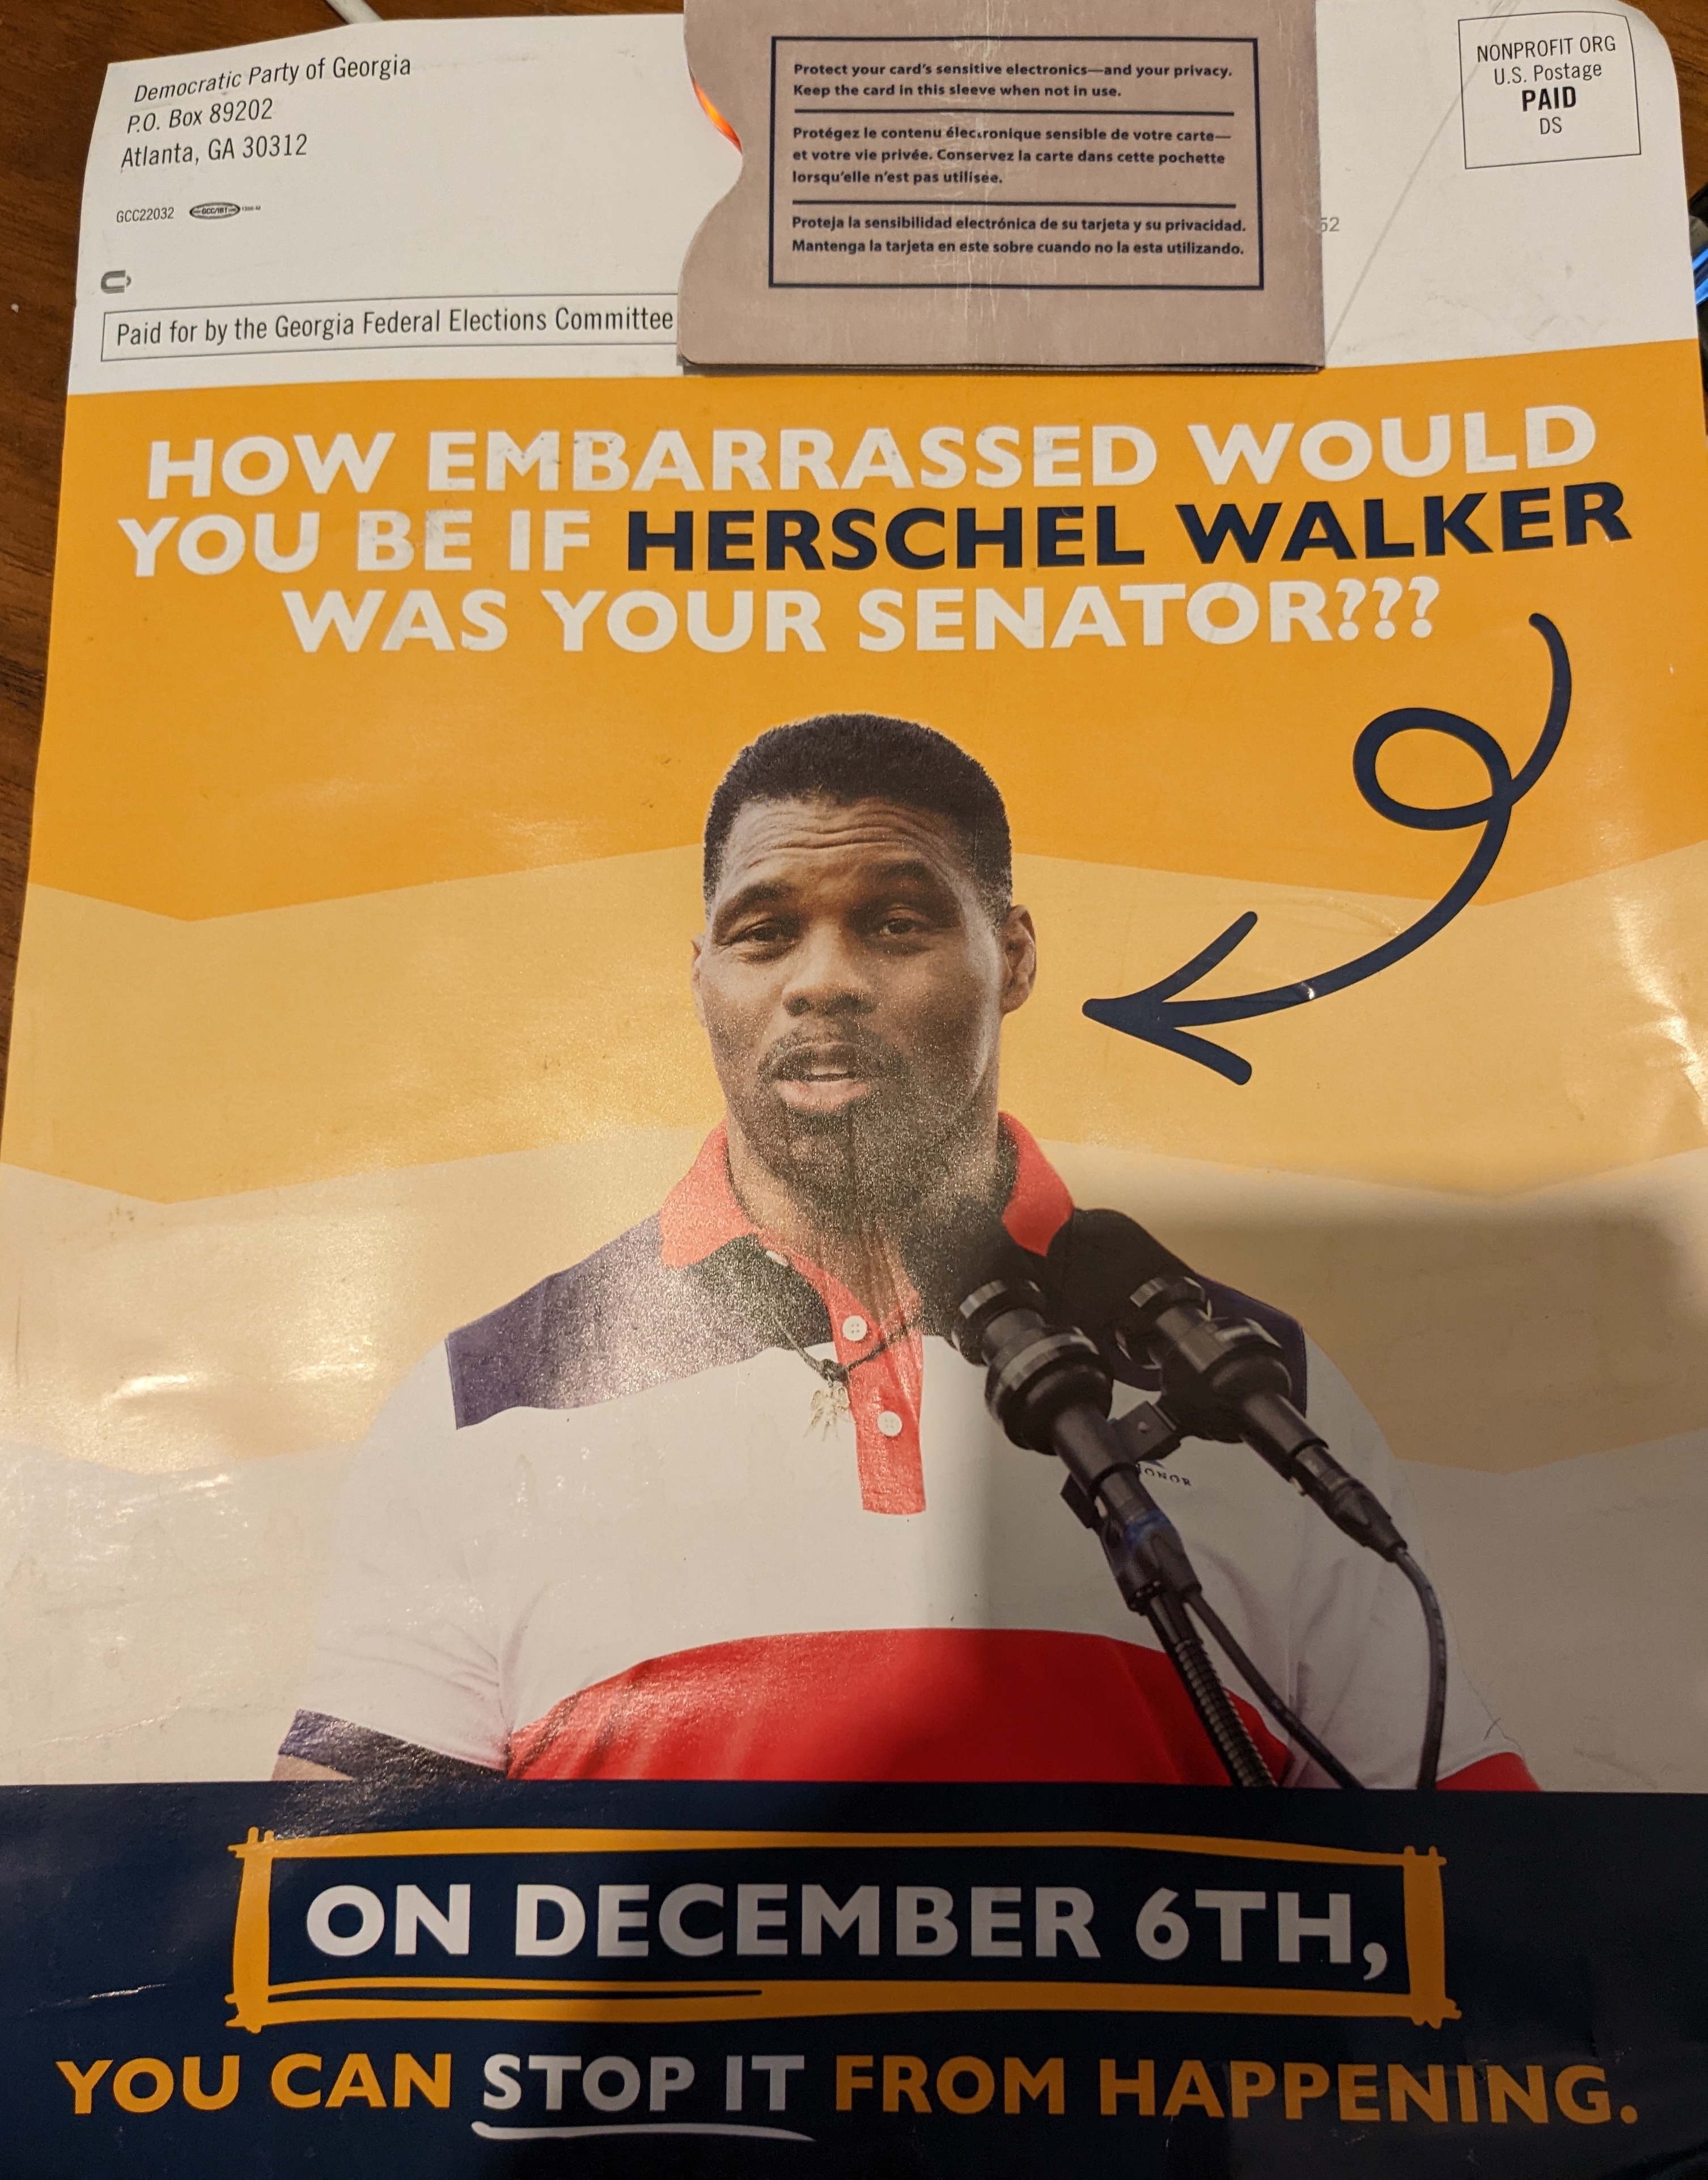 Democratic Party of Georgia
P.O. Box 89202
Atlanta, GA 30312
GCC22032
Paid for by the Georgia Federal Elections Committee
Protect your card's sensitive electronics—and your privacy.
Keep the card in this sleeve when not in use.
Protégez le contenu électronique sensible de votre carte—
et votre vie privée. Conservez la carte dans cette pochette
lorsqu'elle n'est pas utilisée.
Proteja la sensibilidad electrónica de su tarjeta y su privacidad.
Mantenga la tarjeta en este sobre cuando no la esta utilizando.
NONPROFIT ORG
U.S. Postage
PAID
DS
52
HOW EMBARRASSED WOULD
YOU BE IF HERSCHEL WALKER
WAS YOUR SENATOR???
HONOR
ON DECEMBER 6TH,
YOU CAN STOP IT FROM HAPPENING.